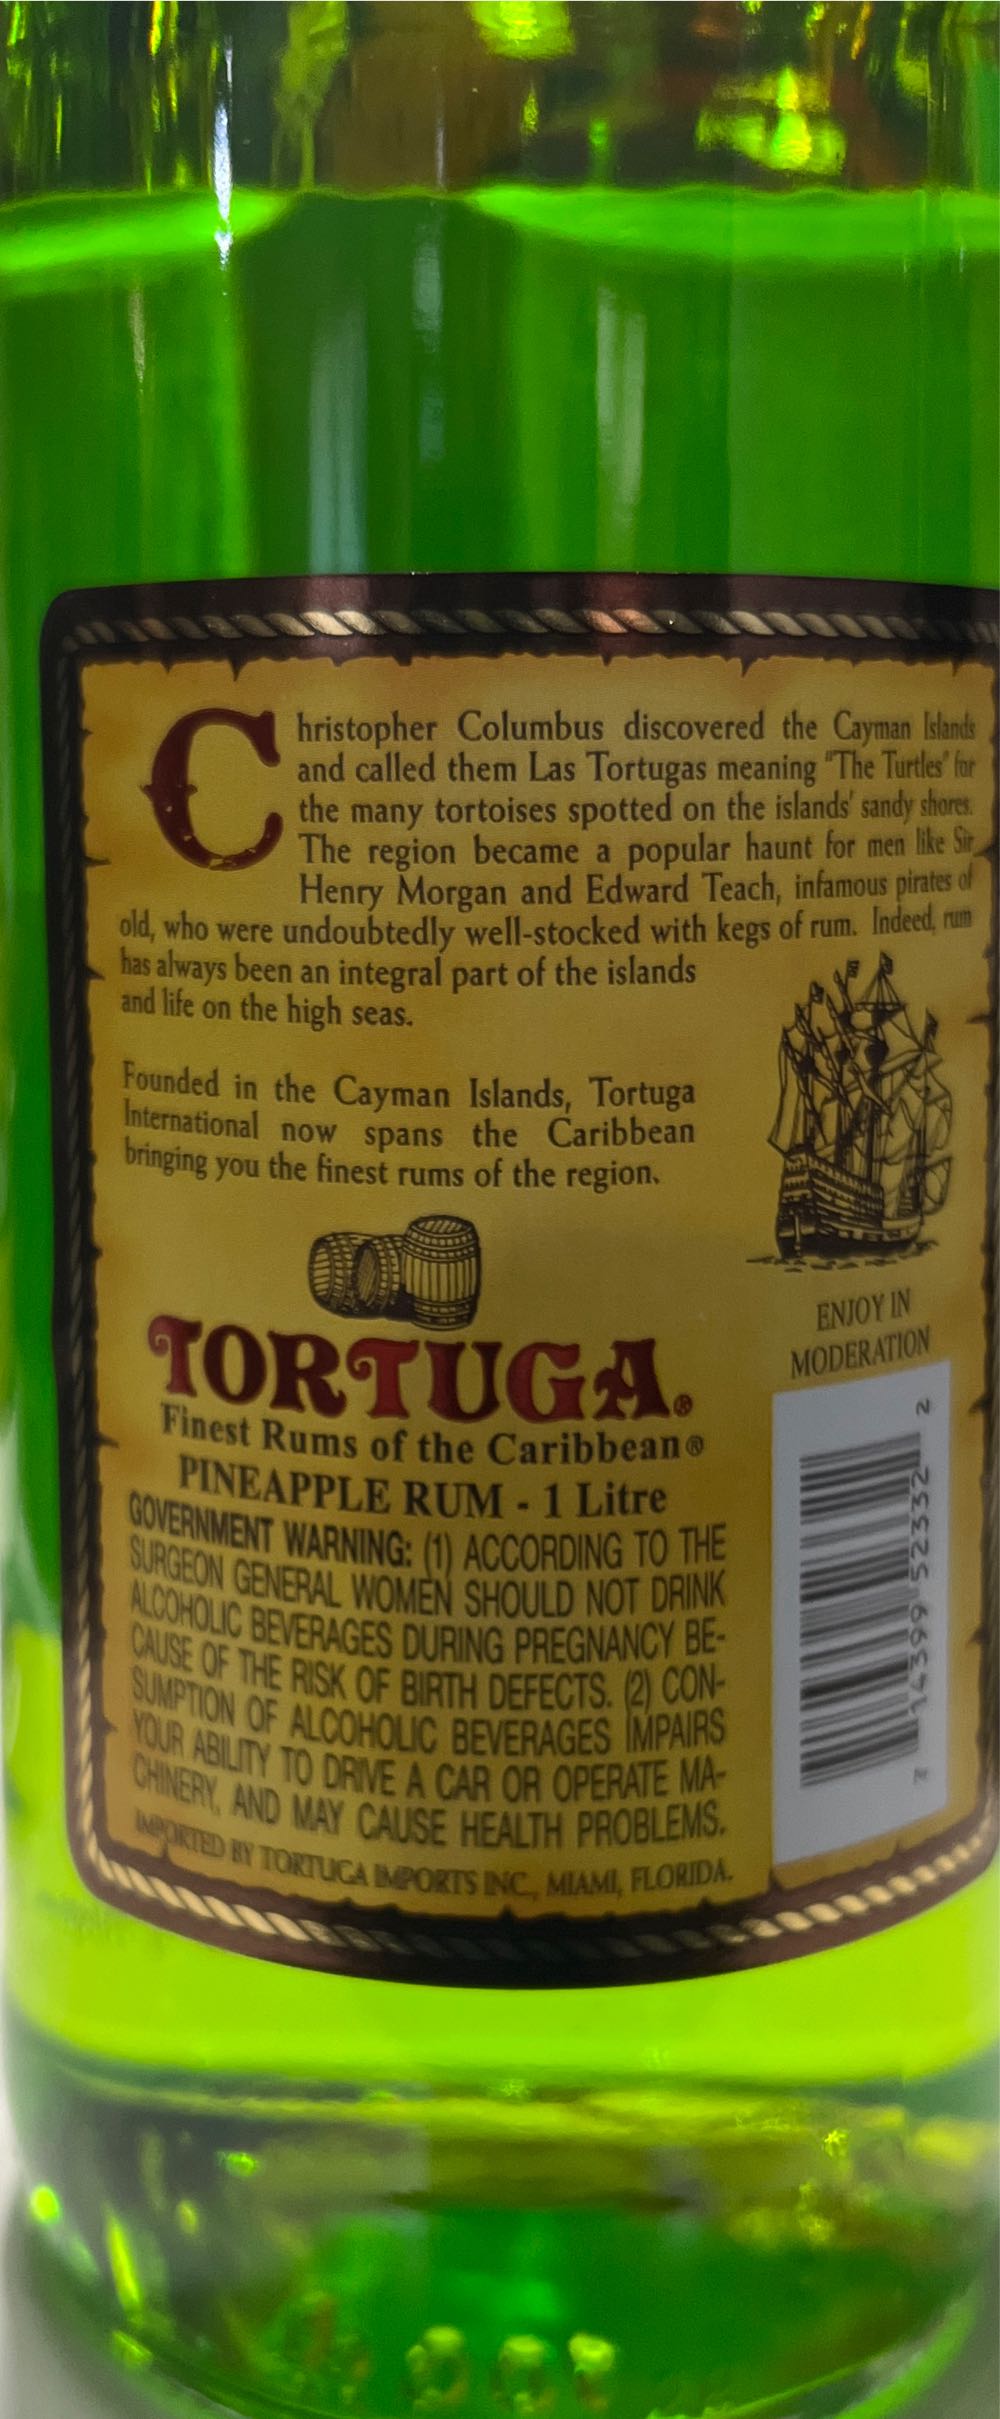 Christopher Columbus discovered the Cayman Islands
and called them Las Tortugas meaning "The Turtles" for
the many tortoises spotted on the islands' sandy shores.
The region became a popular haunt for men like Sir
Henry Morgan and Edward Teach, infamous pirates of
old, who were undoubtedly well-stocked with kegs of rum. Indeed, rum
has always been an integral part of the islands
and life on the high seas.
Founded in the Cayman Islands, Tortuga
International now spans the Caribbean
bringing you the finest rums of the region.
ENJOY IN
MODERATION
TORTUGA®
Finest Rums of the Caribbean®
PINEAPPLE RUM - 1 Litre
GOVERNMENT WARNING: (1) ACCORDING TO THE
SURGEON GENERAL WOMEN SHOULD NOT DRINK
ALCOHOLIC BEVERAGES DURING PREGNANCY BE-
CAUSE OF THE RISK OF BIRTH DEFECTS. (2) CON-
SUMPTION OF ALCOHOLIC BEVERAGES IMPAIRS
YOUR ABILITY TO DRIVE A CAR OR OPERATE MA-
CHINERY, AND MAY CAUSE HEALTH PROBLEMS.
IMPORTED BY TORTUGA IMPORTS INC., MIAMI, FLORIDA.
7 14399 52332 2